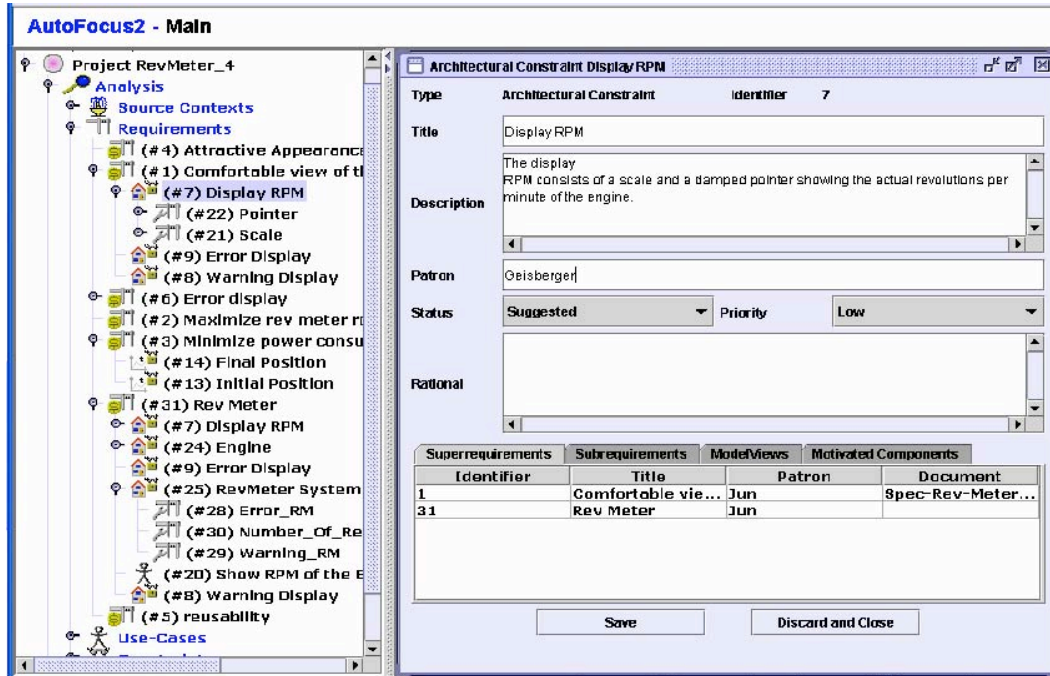 AutoFocus2 - Main
Project RevMeter_4
Analysis
Source Contexts
Requirements
(#4) Attractive Appearance
(#1) Comfortable view of t
(#7) Display RPM
(#22) Pointer
(#21) Scale
(#9) Error Display
(#8) Warning Display
(#6) Error display
(#2) Maximize rev meter r
(#3) Minimize power consu
(#14) Final Position
(#13) Initial Position
(#31) Rev Meter
(#7) Display RPM
(#24) Engine
(#9) Error Display
(#25) RevMeter System
(#28) Error_RM
(#30) Number_Of_Re
(#29) Warning_RM
(#20) Show RPM of the E
(#8) Warning Display
(#5) reusability
Use-Cases
Architectural Constraint Display RPM
Type Architectural Constraint Identifier 7
Title Display RPM
Description The display
RPM consists of a scale and a damped pointer showing the actual revolutions per
minute of the engine.
Patron Geisberger
Status Suggested Priority Low
Rational
Superrequirements Subrequirements ModelViews Motivated Components
Identifier Title Patron Document
1 Comfortable vie... Jun Spec-Rev-Meter...
31 Rev Meter Jun
Save Discard and Close